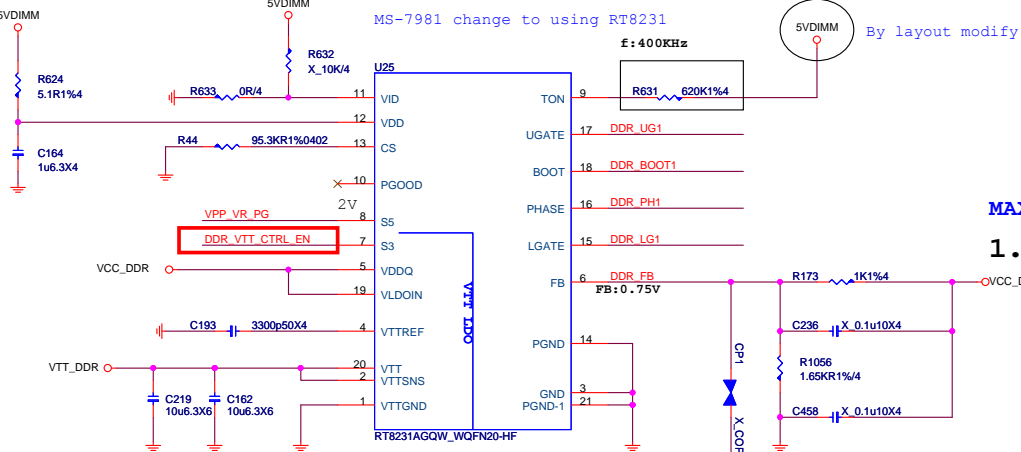 5VDIMM
5VDIMM
MS-7981 change to using RT8231
f:400KHz
5VDIMM
By layout modify
R624
5.1R1%4
C164
1u6.3X4
R632
X_10K/4
R633
0R/4
R44
95.3KR1%0402
2V
VPP_VR_PG
DDR_VTT_CTRL_EN
VCC_DDR
C193
3300p50X4
VTT_DDR
C219
10u6.3X6
C162
10u6.3X6
U25
11
VID
12
VDD
13
CS
10
PGOOD
8
S5
7
S3
5
VDDQ
19
VLDOIN
4
VTTREF
20
VTT
2
VTTSNS
1
VTTGND
VTT LDO
RT8231AGQW_WQFN20-HF
TON
9
R631
620K1%4
UGATE
17
DDR_UG1
BOOT
18
DDR_BOOT1
PHASE
16
DDR_PH1
LGATE
15
DDR_LG1
FB
6
DDR_FB
FB:0.75V
PGND
14
GND
3
PGND-1
21
CP1
X_COP
R173
1K1%4
C236
X_0.1u10X4
R1056
1.65KR1%/4
C458
X_0.1u10X4
MAX
1.
VCC_D